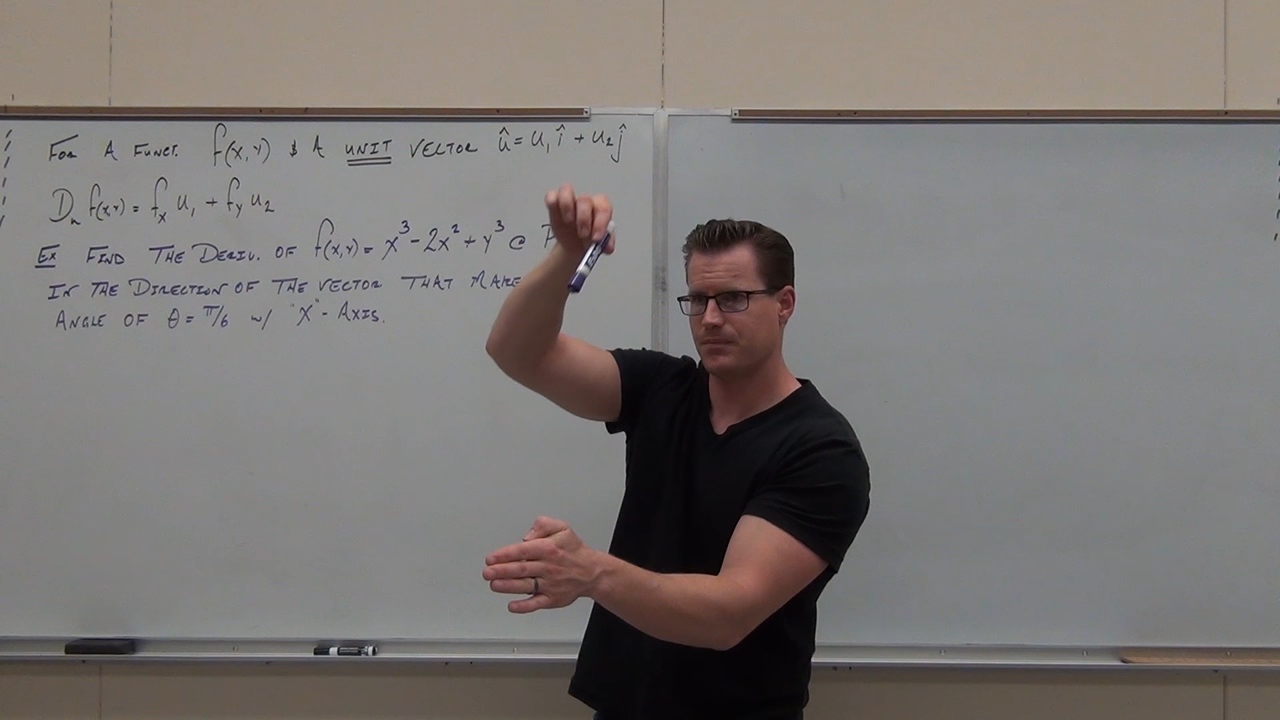 FOR A FUNCT. f(x,y) & A UNIT VECTOR û = u₁î + u₂ĵ
Dᵤ f(x,y) = fₓ u₁ + f_y u₂
Ex FIND THE DERIV. OF f(x,y) = x³ - 2x² + y³ @
IN THE DIRECTION OF THE VECTOR THAT MAKE
ANGLE OF θ = π/6 w/ "X" - AXIS.